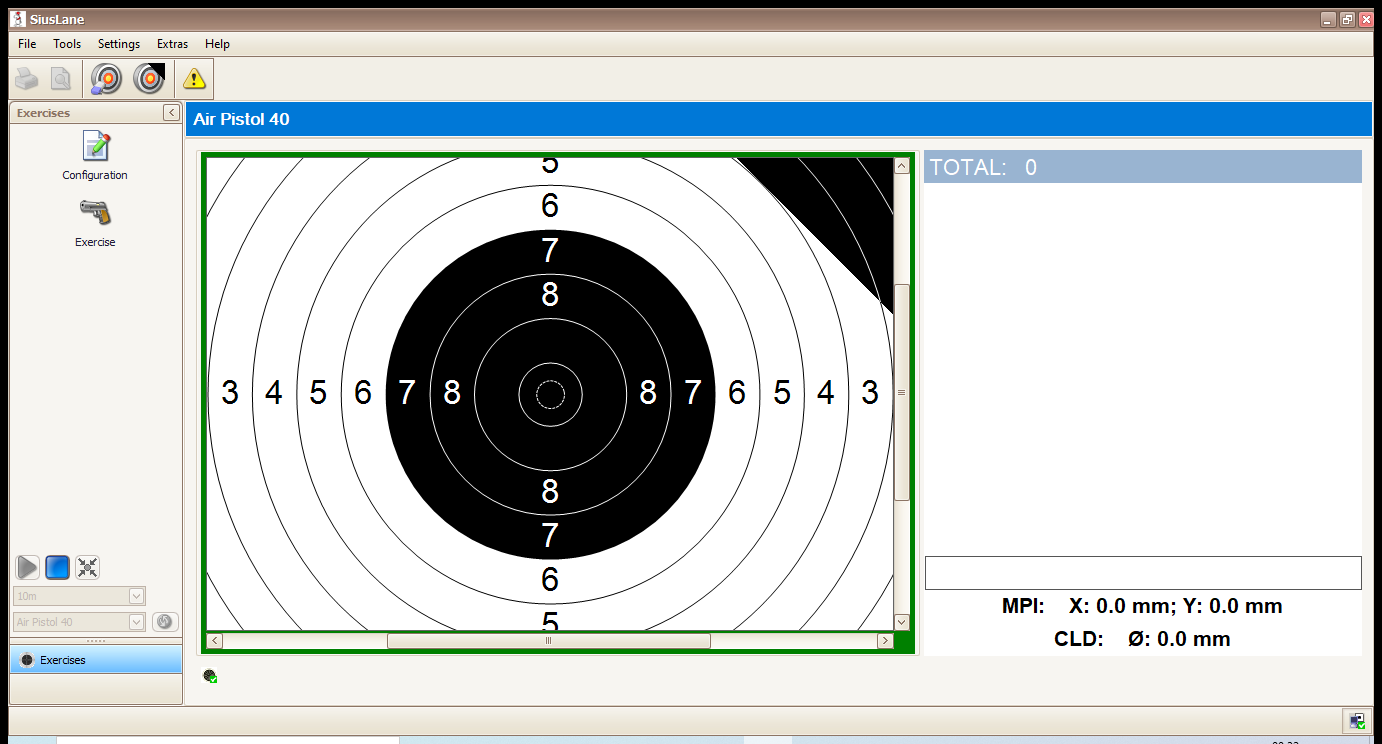 SiusLane
File Tools Settings Extras Help
Exercises
Configuration
Exercise
10m
Air Pistol 40
Exercises
Air Pistol 40
5
6
7
8
3 4 5 6 7 8 8 7 6 5 4 3
8
7
6
5
TOTAL: 0
MPI: X: 0.0 mm; Y: 0.0 mm
CLD: Ø: 0.0 mm